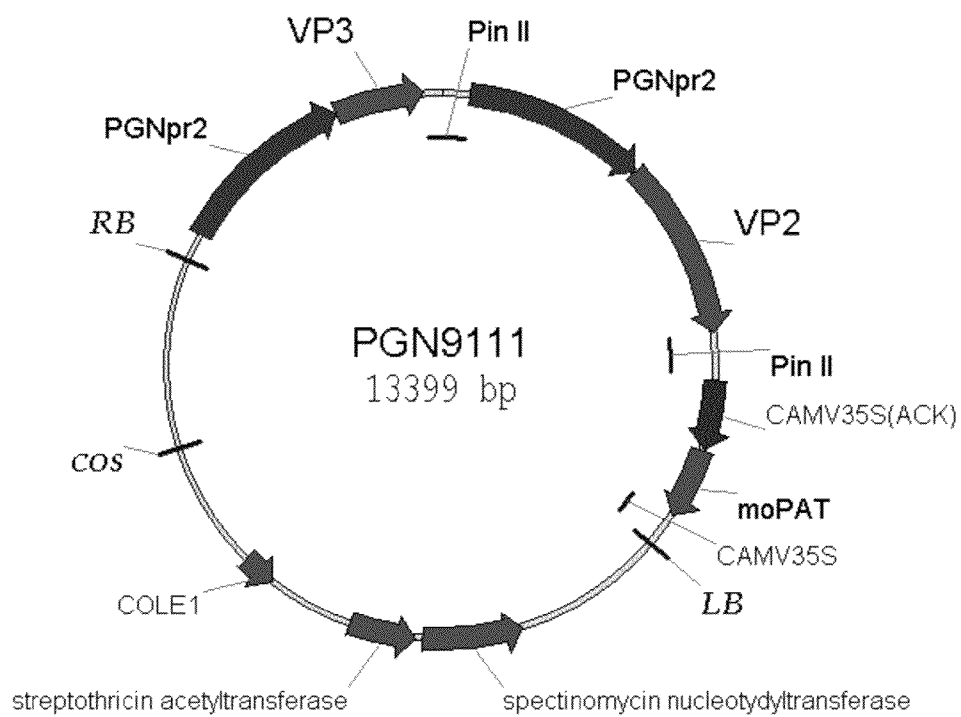 VP3
Pin II
PGNpr2
PGNpr2
RB
VP2
PGN9111
13399 bp
Pin II
CAMV35S(ACK)
cos
moPAT
CAMV35S
COLE1
LB
streptothricin acetyltransferase
spectinomycin nucleotydyltransferase